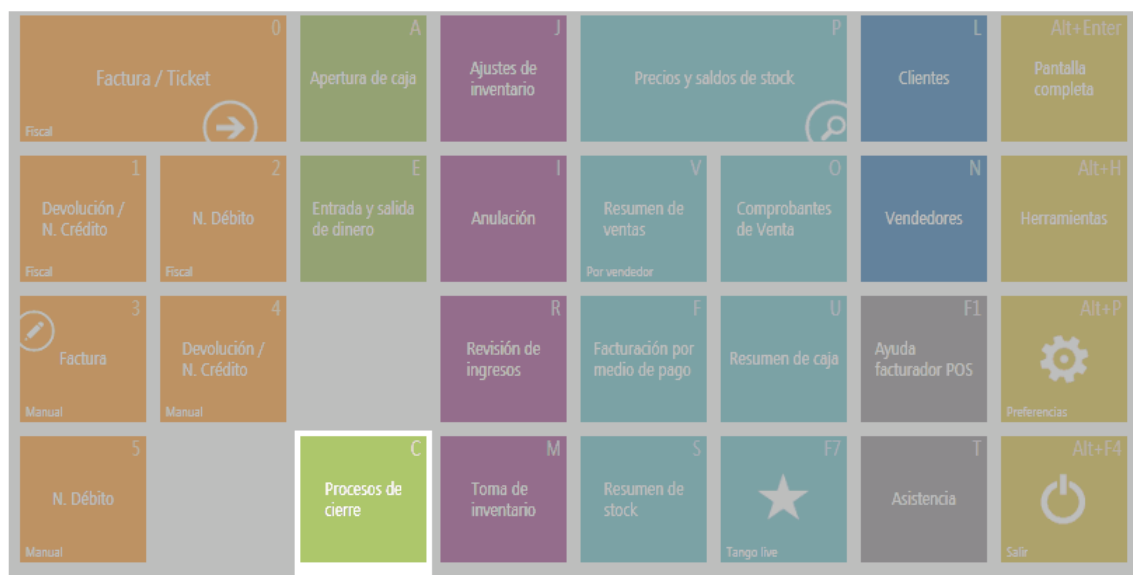 0
Factura / Ticket
Fiscal
A
Apertura de caja
J
Ajustes de
inventario
P
Precios y saldos de stock
L
Clientes
Alt+Enter
Pantalla
completa
1
Devolución /
N. Crédito
Fiscal
2
N. Débito
Fiscal
E
Entrada y salida
de dinero
I
Anulación
V
Resumen de
ventas
Por vendedor
O
Comprobantes
de Venta
N
Vendedores
Alt+H
Herramientas
3
Factura
Manual
4
Devolución /
N. Crédito
Manual
R
Revisión de
ingresos
F
Facturación por
medio de pago
U
Resumen de caja
F1
Ayuda
facturador POS
Alt+P
Preferencias
5
N. Débito
Manual
C
Procesos de
cierre
M
Toma de
inventario
S
Resumen de
stock
F7
Tango live
T
Asistencia
Alt+F4
Salir